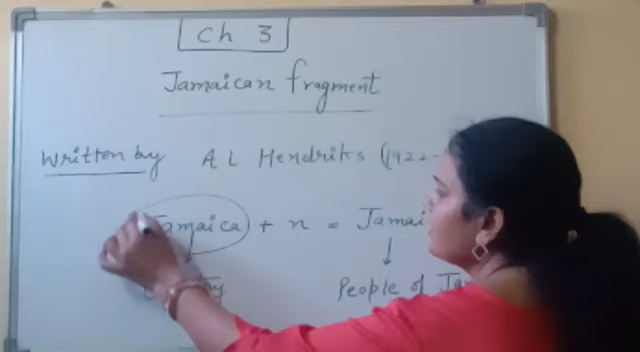 Ch 3
Jamaican fragment
Written by A L Hendriks (1922-
Jamaica + n = Jamai
People of Ja